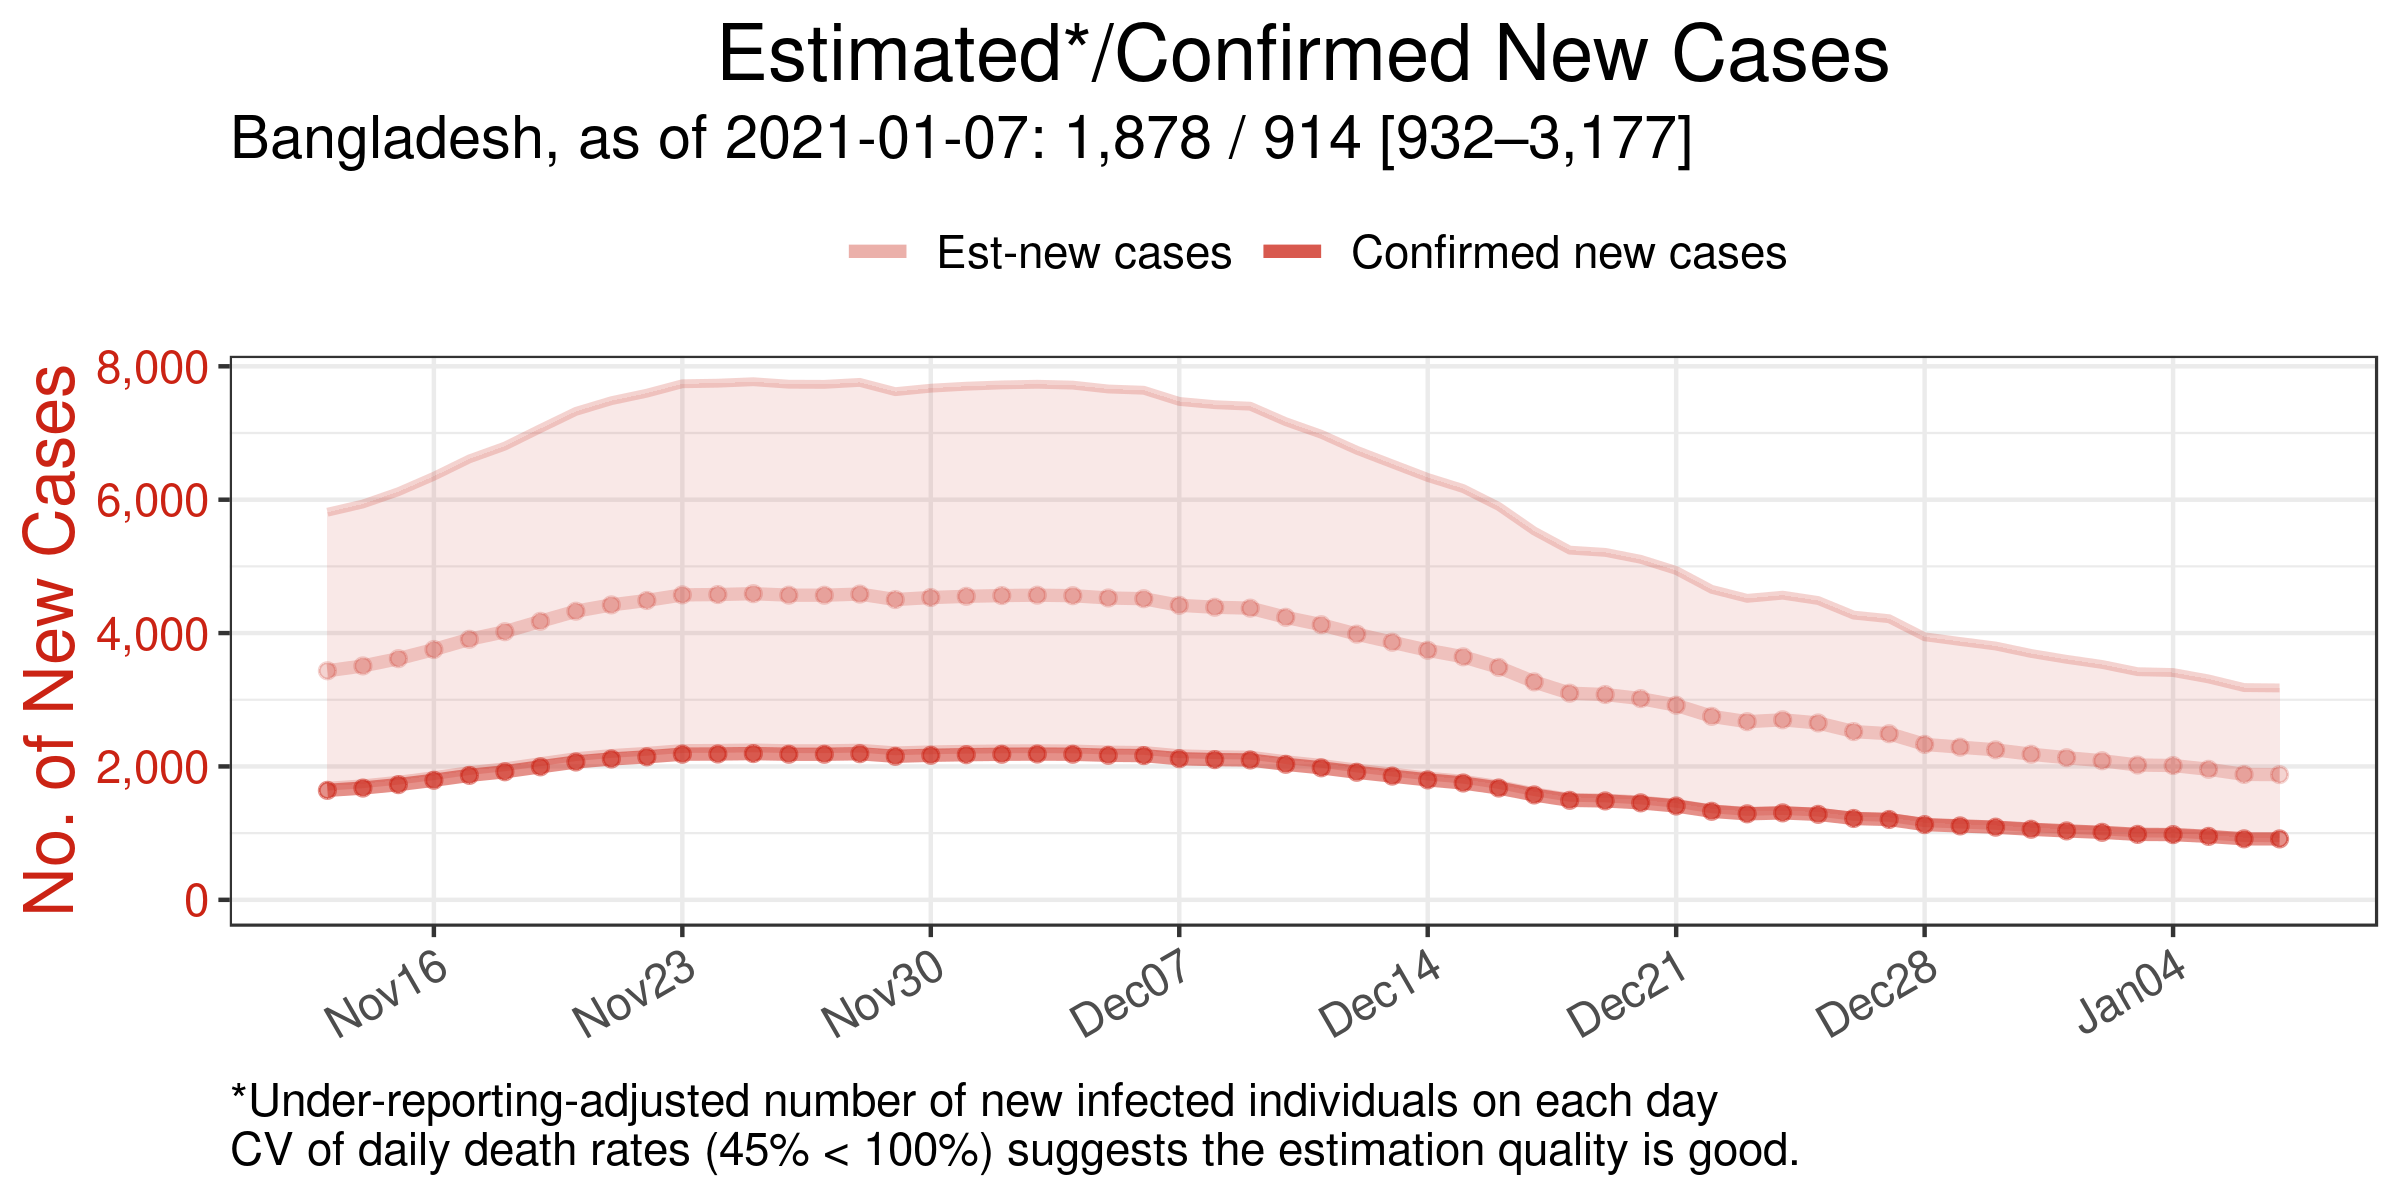 Estimated*/Confirmed New Cases
Bangladesh, as of 2021-01-07: 1,878 / 914 [932–3,177]
Est-new cases
Confirmed new cases
No. of New Cases
8,000
6,000
4,000
2,000
0
Nov16
Nov23
Nov30
Dec07
Dec14
Dec21
Dec28
Jan04
*Under-reporting-adjusted number of new infected individuals on each day
CV of daily death rates (45% < 100%) suggests the estimation quality is good.